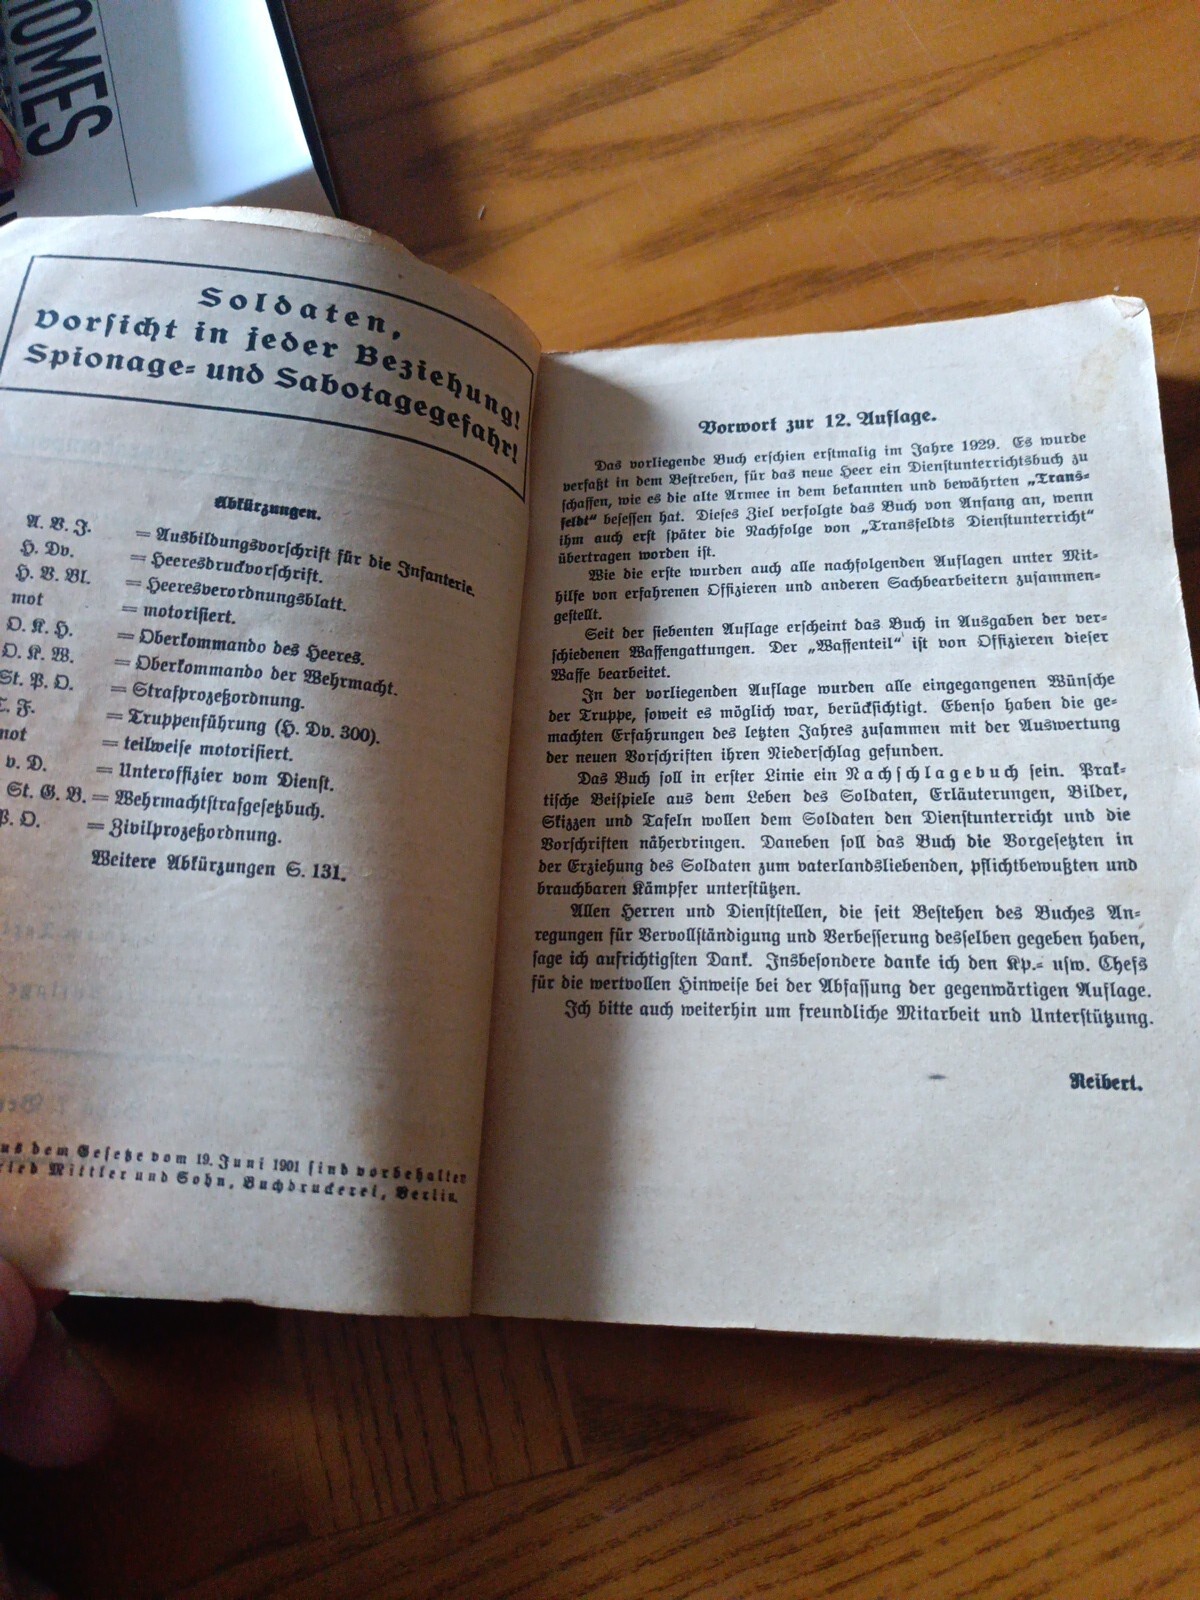 HOMES
Soldaten,
Vorsicht in jeder Beziehung!
Spionage= und Sabotagegefahr!
Abkürzungen.
A. V. J. = Ausbildungsvorschrift für die Infanterie.
H. Dv. = Heeresdruckvorschrift.
H. V. Bl. = Heeresverordnungsblatt.
mot = motorisiert.
O. K. H. = Oberkommando des Heeres.
O. K. W. = Oberkommando der Wehrmacht.
St. P. O. = Strafprozeßordnung.
T. F. = Truppenführung (H. Dv. 300).
mot = teilweise motorisiert.
v. D. = Unteroffizier vom Dienst.
St. G. B. = Wehrmachtstrafgesetzbuch.
P. O. = Zivilprozeßordnung.
Weitere Abkürzungen S. 131.
aus dem Gesetze vom 19. Juni 1901 sind vorbehalten
Mittler und Sohn, Buchdruckerei, Berlin.
Vorwort zur 12. Auflage.
Das vorliegende Buch erschien erstmalig im Jahre 1929. Es wurde
verfaßt in dem Bestreben, für das neue Heer ein Dienstunterrichtsbuch zu
schaffen, wie es die alte Armee in dem bekannten und bewährten „Trans=
feldt“ besessen hat. Dieses Ziel verfolgte das Buch von Anfang an, wenn
ihm auch erst später die Nachfolge von „Transfeldts Dienstunterricht“
übertragen worden ist.
Wie die erste wurden auch alle nachfolgenden Auflagen unter Mit=
hilfe von erfahrenen Offizieren und anderen Sachbearbeitern zusammen=
gestellt.
Seit der siebenten Auflage erscheint das Buch in Ausgaben der ver=
schiedenen Waffengattungen. Der „Waffenteil“ ist von Offizieren dieser
Waffe bearbeitet.
In der vorliegenden Auflage wurden alle eingegangenen Wünsche
der Truppe, soweit es möglich war, berücksichtigt. Ebenso haben die ge=
machten Erfahrungen des letzten Jahres zusammen mit der Auswertung
der neuen Vorschriften ihren Niederschlag gefunden.
Das Buch soll in erster Linie ein Nachschlagebuch sein. Prak=
tische Beispiele aus dem Leben des Soldaten, Erläuterungen, Bilder,
Skizzen und Tafeln wollen dem Soldaten den Dienstunterricht und die
Vorschriften näherbringen. Daneben soll das Buch die Vorgesetzten in
der Erziehung des Soldaten zum vaterlandsliebenden, pflichtbewußten und
brauchbaren Kämpfer unterstützen.
Allen Herren und Dienststellen, die seit Bestehen des Buches An=
regungen für Vervollständigung und Verbesserung desselben gegeben haben,
sage ich aufrichtigsten Dank. Insbesondere danke ich den Kp.= usw. Chefs
für die wertvollen Hinweise bei der Abfassung der gegenwärtigen Auflage.
Ich bitte auch weiterhin um freundliche Mitarbeit und Unterstützung.
Reibert.